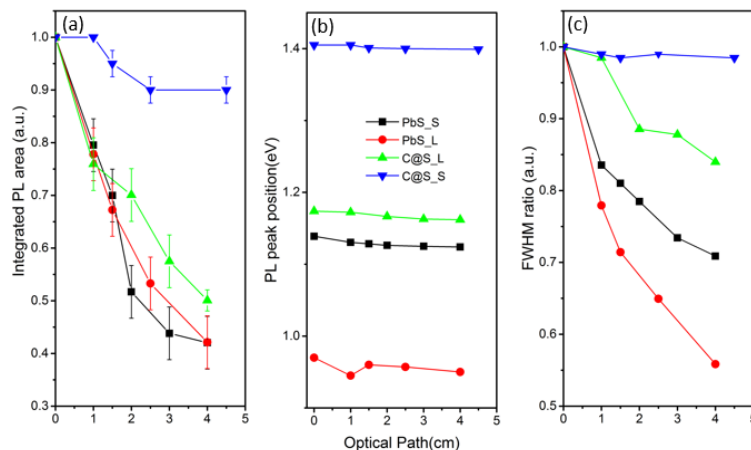 (a)
Integrated PL area (a.u.)
1.0
0.9
0.8
0.7
0.6
0.5
0.4
0.3
0 1 2 3 4 5
(b)
PL peak position(eV)
1.4
1.2
1.0
PbS_S
PbS_L
C@S_L
C@S_S
0 1 2 3 4 5
Optical Path(cm)
(c)
FWHM ratio (a.u.)
1.0
0.9
0.8
0.7
0.6
0.5
0 1 2 3 4 5